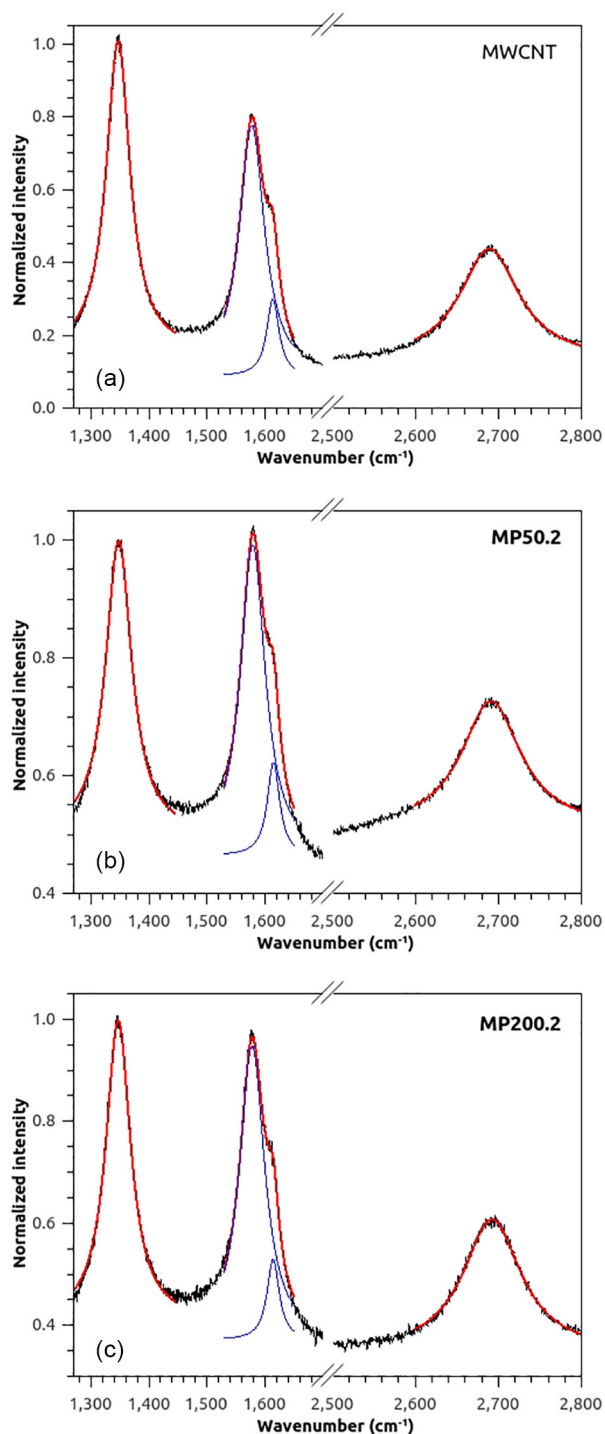 MWCNT
1.0
0.8
0.6
0.4
0.2
0.0
Normalized intensity
(a)
1,300 1,400 1,500 1,600 2,500 2,600 2,700 2,800
Wavenumber (cm⁻¹)
MP50.2
1.0
0.8
0.6
0.4
Normalized intensity
(b)
1,300 1,400 1,500 1,600 2,500 2,600 2,700 2,800
Wavenumber (cm⁻¹)
MP200.2
1.0
0.8
0.6
0.4
Normalized intensity
(c)
1,300 1,400 1,500 1,600 2,500 2,600 2,700 2,800
Wavenumber (cm⁻¹)